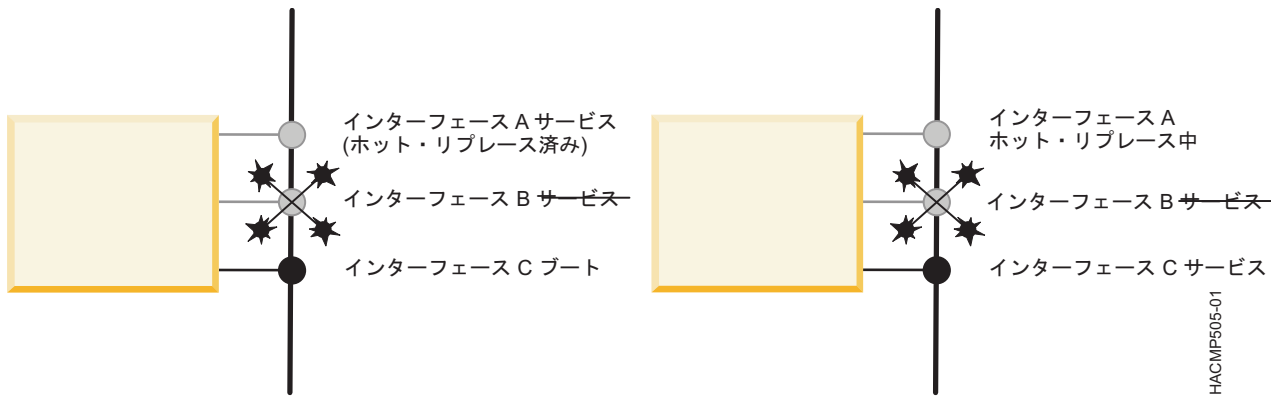 インターフェース A サービス
(ホット・リプレース済み)
インターフェース B サービス
インターフェース C ブート
インターフェース A
ホット・リプレース中
インターフェース B サービス
インターフェース C サービス
HACMP505-01